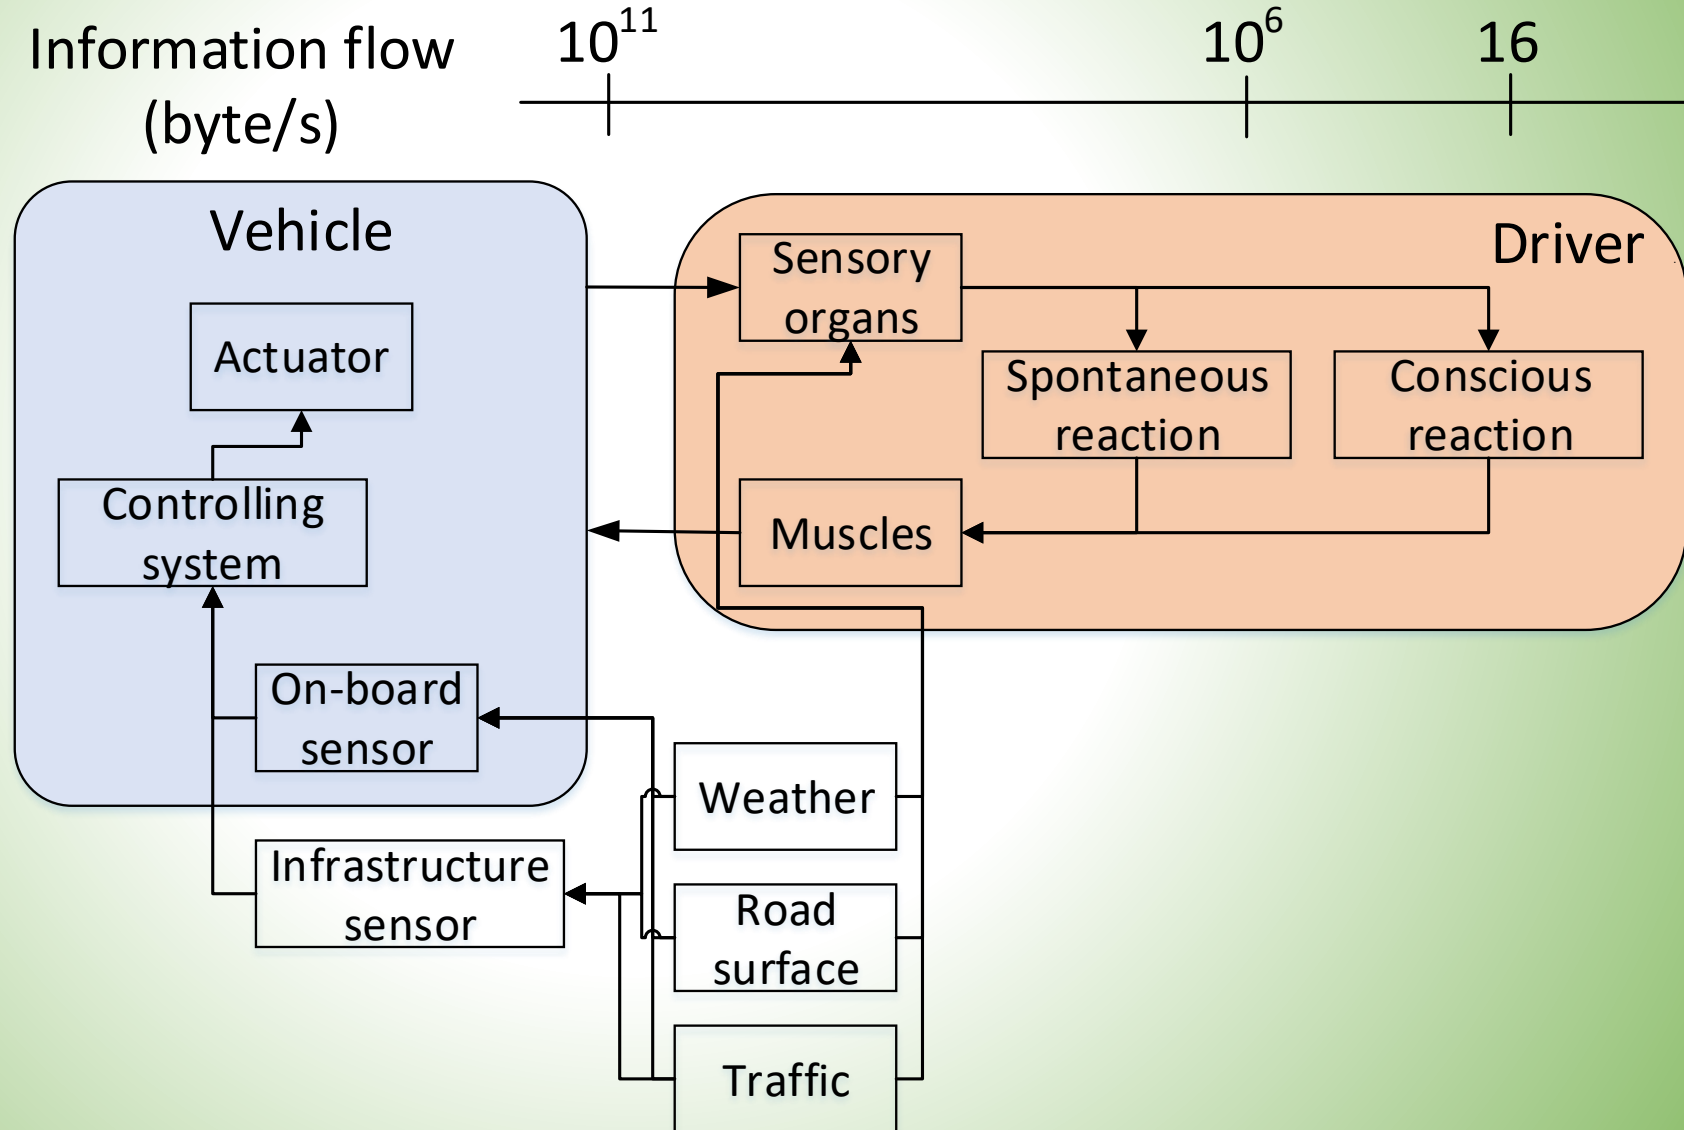 Information flow
(byte/s)
10^11
10^6
16
Vehicle
Actuator
Controlling
system
On-board
sensor
Infrastructure
sensor
Driver
Sensory
organs
Spontaneous
reaction
Conscious
reaction
Muscles
Weather
Road
surface
Traffic